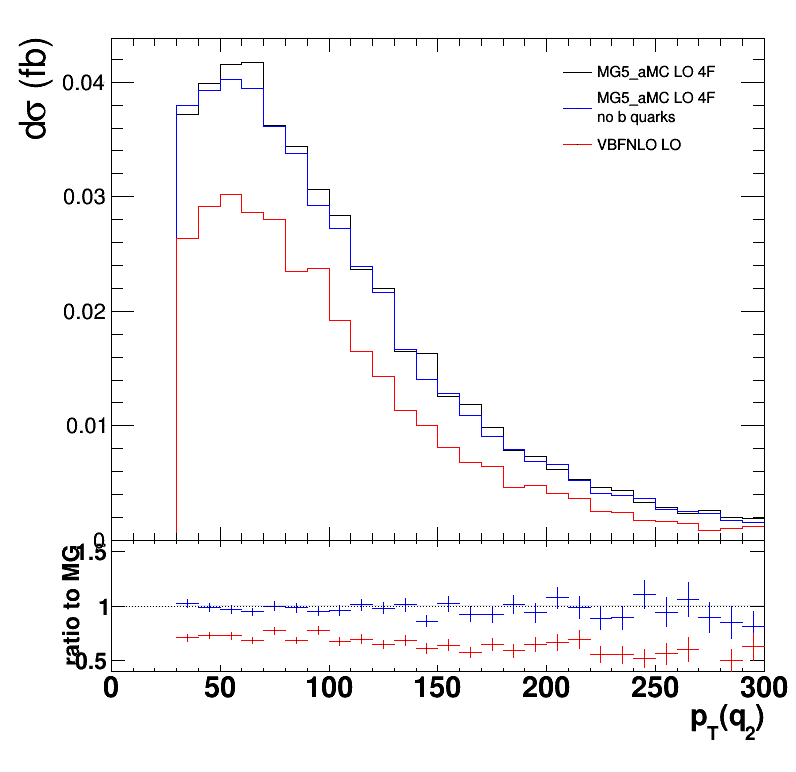 dσ (fb)
MG5_aMC LO 4F
MG5_aMC LO 4F
no b quarks
VBFNLO LO
0.04
0.03
0.02
0.01
0
ratio to MG
1.5
1
0.5
0 50 100 150 200 250 300
p_T(q_2)